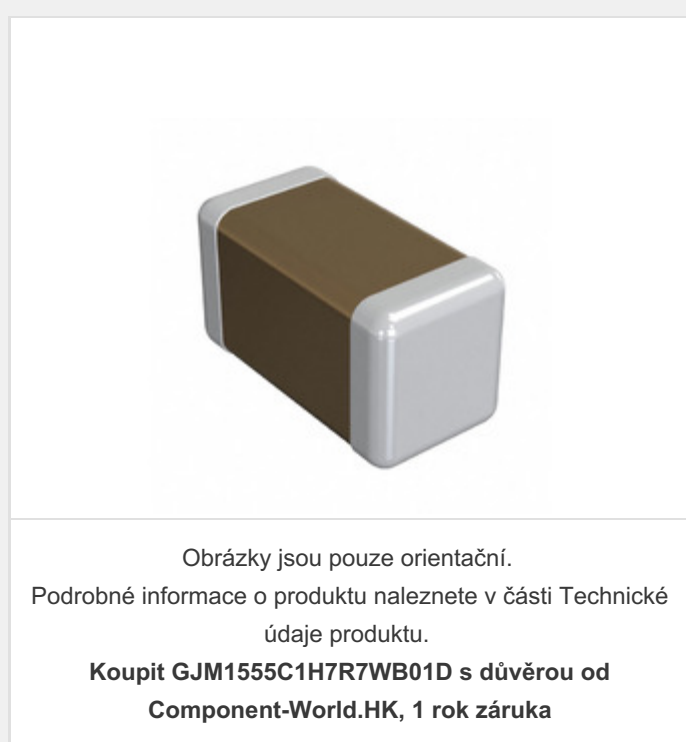 Obrázky jsou pouze orientační.
Podrobné informace o produktu naleznete v části Technické
údaje produktu.
Koupit GJM1555C1H7R7WB01D s důvěrou od
Component-World.HK, 1 rok záruka